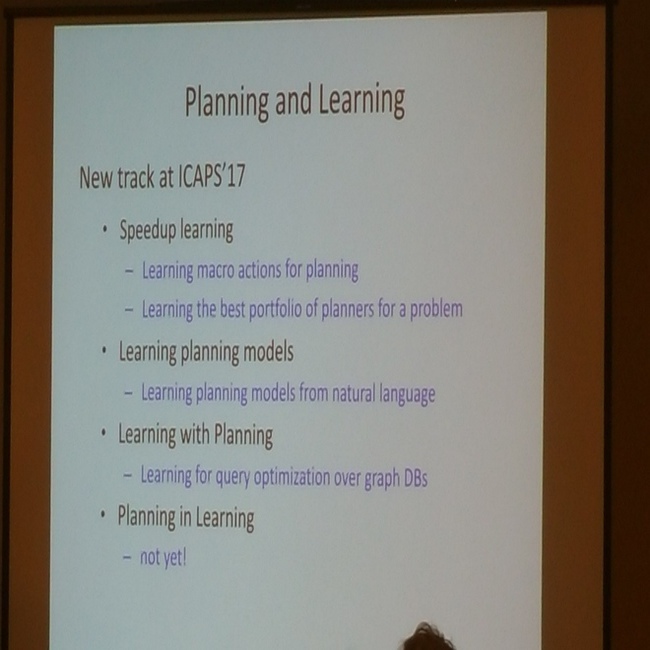 Planning and Learning
New track at ICAPS'17
• Speedup learning
– Learning macro actions for planning
– Learning the best portfolio of planners for a problem
• Learning planning models
– Learning planning models from natural language
• Learning with Planning
– Learning for query optimization over graph DBs
• Planning in Learning
– not yet!